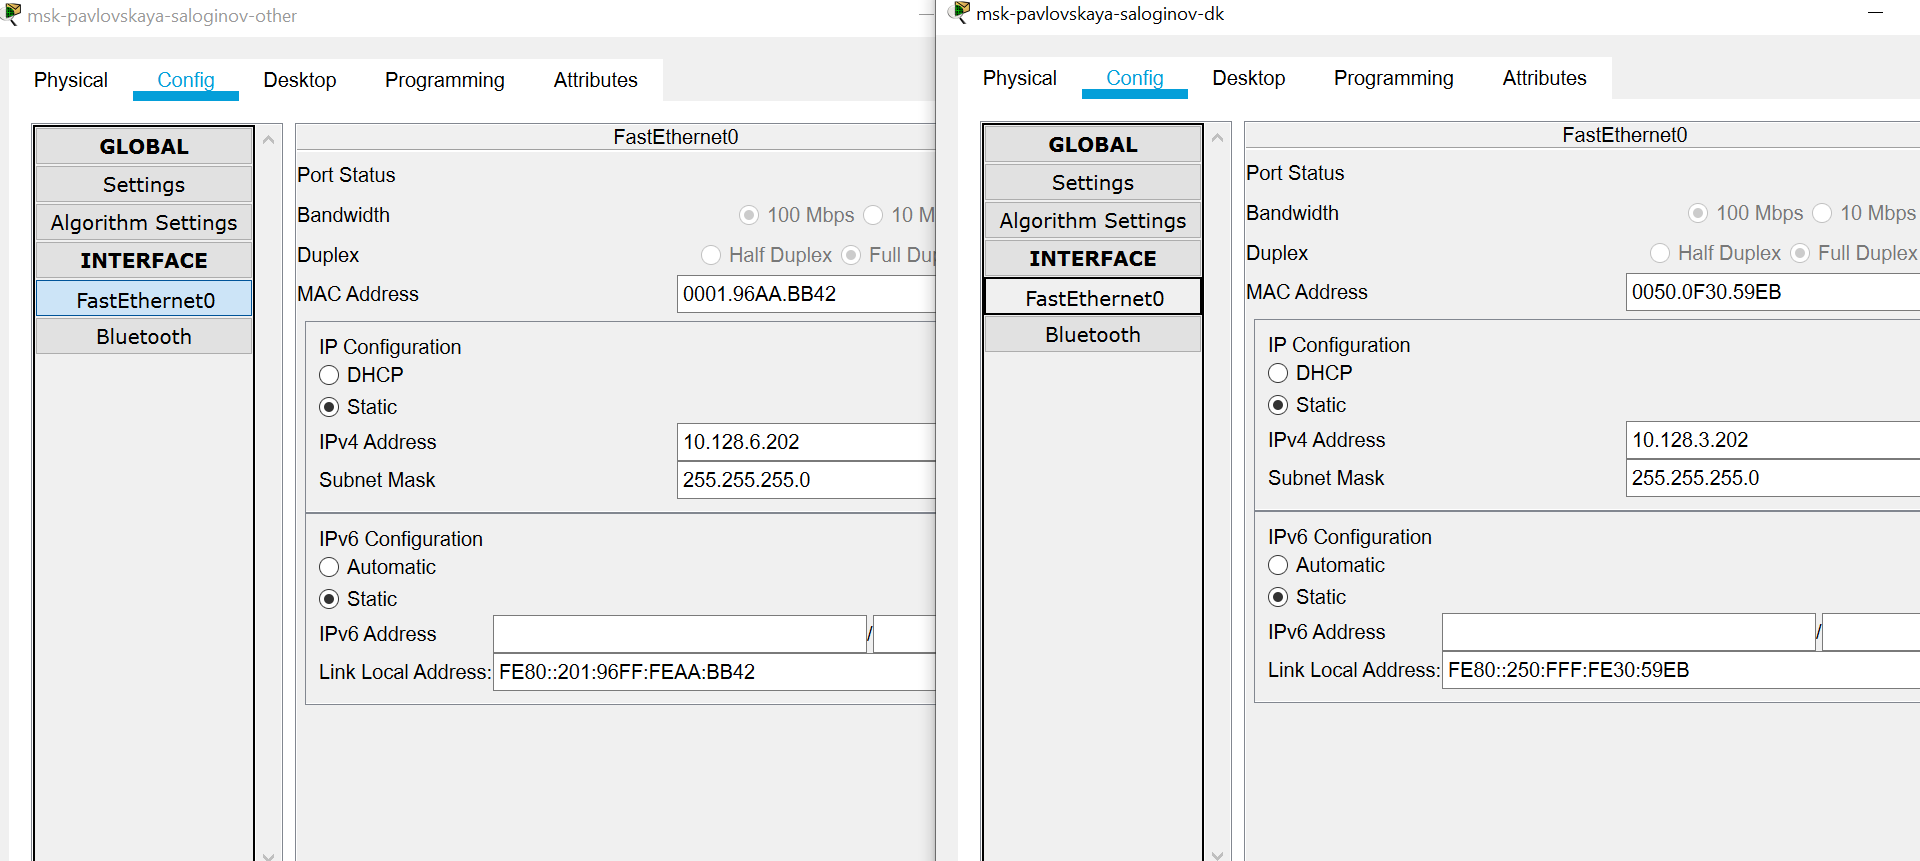 msk-pavlovskaya-saloginov-other
Physical Config Desktop Programming Attributes
GLOBAL
Settings
Algorithm Settings
INTERFACE
FastEthernet0
Bluetooth
FastEthernet0
Port Status
Bandwidth 100 Mbps 10 M
Duplex Half Duplex Full Dup
MAC Address 0001.96AA.BB42
IP Configuration
DHCP
Static
IPv4 Address 10.128.6.202
Subnet Mask 255.255.255.0
IPv6 Configuration
Automatic
Static
IPv6 Address /
Link Local Address: FE80::201:96FF:FEAA:BB42
msk-pavlovskaya-saloginov-dk
Physical Config Desktop Programming Attributes
GLOBAL
Settings
Algorithm Settings
INTERFACE
FastEthernet0
Bluetooth
FastEthernet0
Port Status
Bandwidth 100 Mbps 10 Mbps
Duplex Half Duplex Full Duplex
MAC Address 0050.0F30.59EB
IP Configuration
DHCP
Static
IPv4 Address 10.128.3.202
Subnet Mask 255.255.255.0
IPv6 Configuration
Automatic
Static
IPv6 Address /
Link Local Address: FE80::250:FFF:FE30:59EB